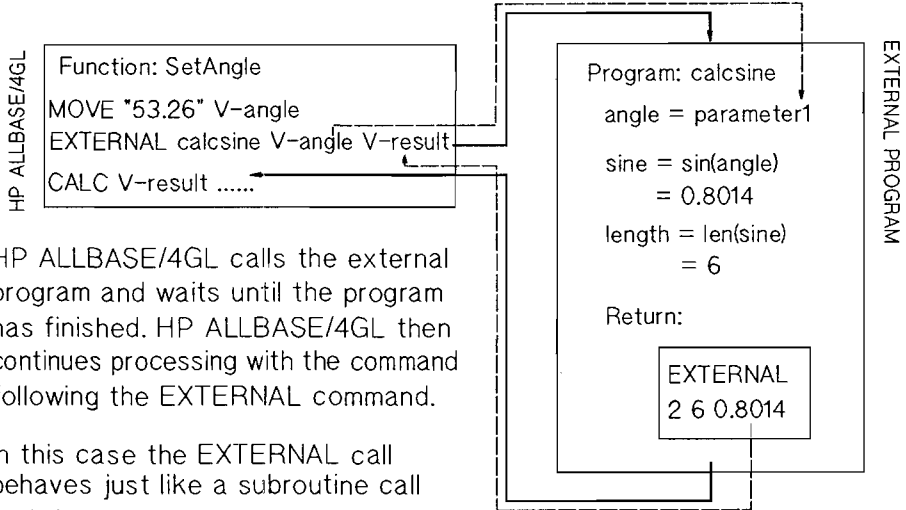 HP ALLBASE/4GL
Function: SetAngle
MOVE "53.26" V-angle
EXTERNAL calcsine V-angle V-result
CALC V-result ......
HP ALLBASE/4GL calls the external
program and waits until the program
has finished. HP ALLBASE/4GL then
continues processing with the command
following the EXTERNAL command.
in this case the EXTERNAL call
behaves just like a subroutine call
Program: calcsine
angle = parameter1
sine = sin(angle)
= 0.8014
length = len(sine)
= 6
Return:
EXTERNAL
2 6 0.8014
EXTERNAL PROGRAM